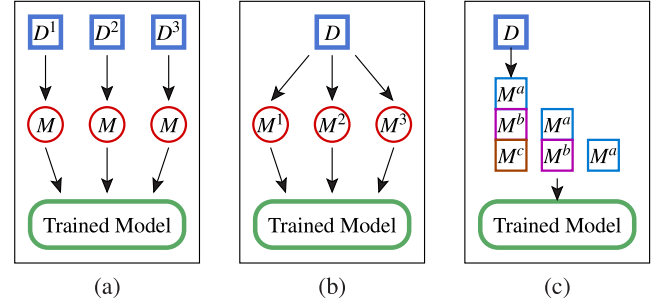 D¹ D² D³
M M M
Trained Model
(a)
D
M¹ M² M³
Trained Model
(b)
D
Mᵃ
Mᵇ Mᵃ
Mᶜ Mᵇ Mᵃ
Trained Model
(c)